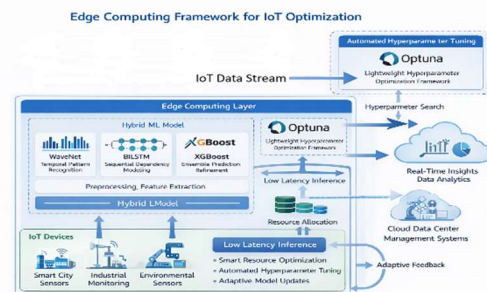 Edge Computing Framework for IoT Optimization
Automated Hyperparame ter Tuning
Optuna
Lightweight Hyperparameter
Optimization Framework
IoT Data Stream
Hyperparameter Search
Edge Computing Layer
Hybrid ML Model
WaveNet
Temporal Pattern
Recognition
BILSTM
Sequential Dependency
Modeling
XGBoost
XGBoost
Ensemble Prediction
Refinement
Optuna
Lightweight Hyperparameter
Optimization Framework
Real-Time Insights
Data Analytics
Preprocessing, Feature Extraction
Hybrid LModel
Low Latency Inference
Resource Allocation
Cloud Data Center
Management Systems
IoT Devices
Smart City
Sensors
Industrial
Monitoring
Environmental
Sensors
Low Latency Inference
• Smart Resource Optimization
• Automated Hyperparameter Tuning
• Adaptive Model Updates
Adaptive Feedback